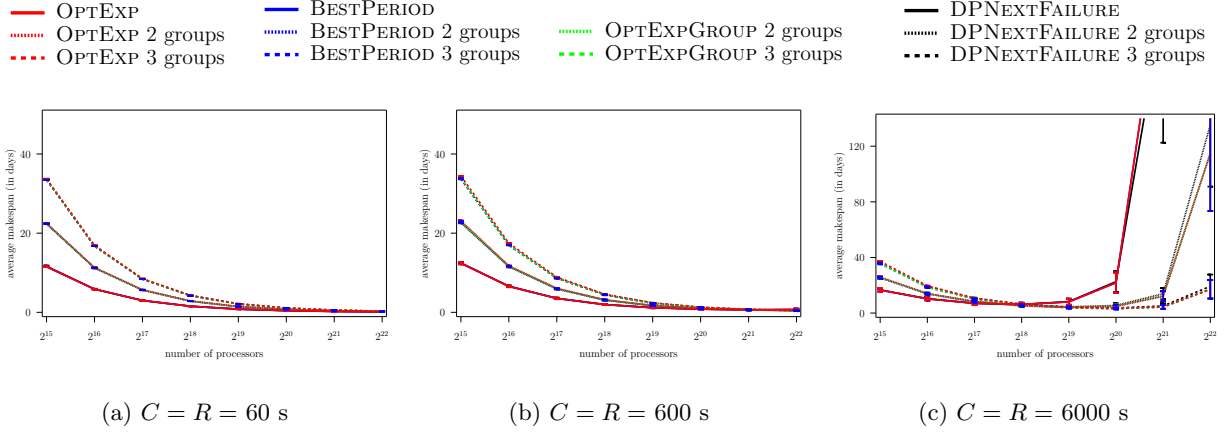 OPTEXP
OPTEXP 2 groups
OPTEXP 3 groups
BESTPERIOD
BESTPERIOD 2 groups
BESTPERIOD 3 groups
OPTEXPGROUP 2 groups
OPTEXPGROUP 3 groups
DPNEXTFAILURE
DPNEXTFAILURE 2 groups
DPNEXTFAILURE 3 groups
average makespan (in days)
40
20
0
2^15 2^16 2^17 2^18 2^19 2^20 2^21 2^22
number of processors
(a) C = R = 60 s
average makespan (in days)
40
20
0
2^15 2^16 2^17 2^18 2^19 2^20 2^21 2^22
number of processors
(b) C = R = 600 s
average makespan (in days)
120
80
40
0
2^15 2^16 2^17 2^18 2^19 2^20 2^21 2^22
number of processors
(c) C = R = 6000 s